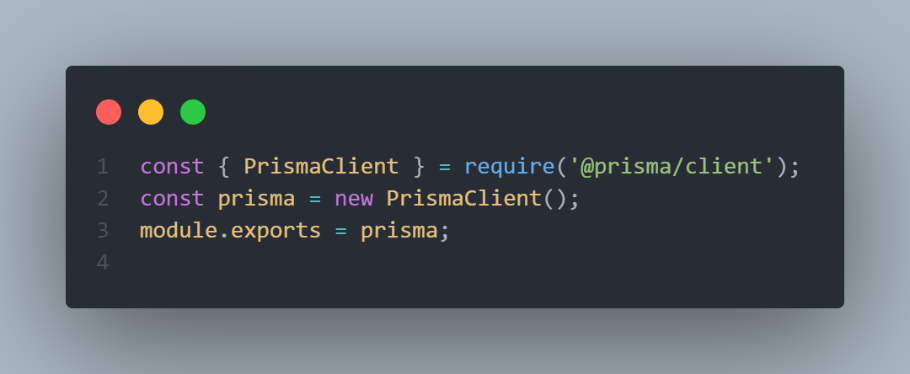 1 const { PrismaClient } = require('@prisma/client');
2 const prisma = new PrismaClient();
3 module.exports = prisma;
4